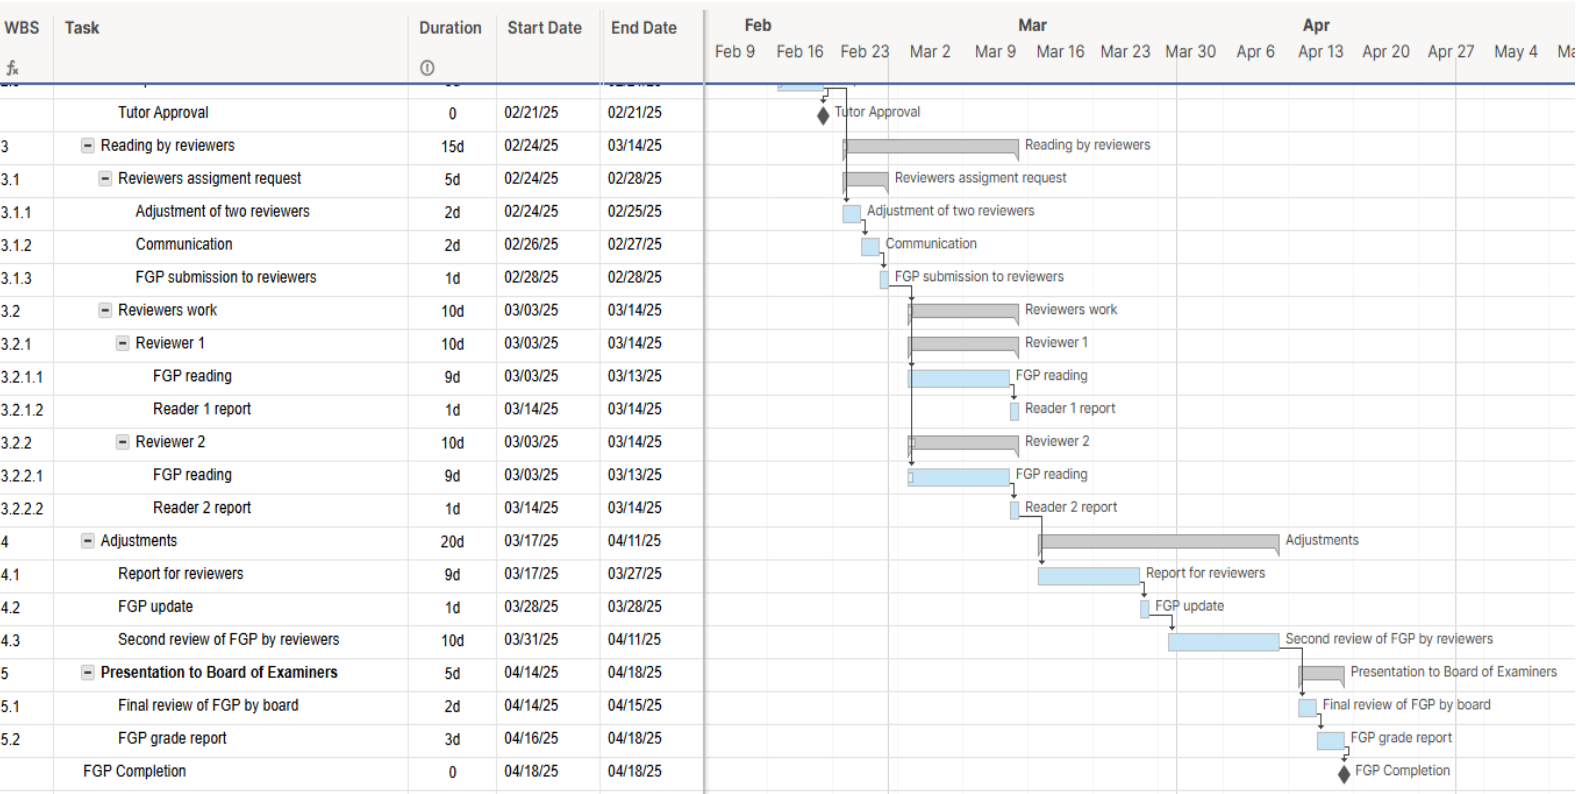 WBS Task Duration Start Date End Date Feb Mar Apr
Feb 9 Feb 16 Feb 23 Mar 2 Mar 9 Mar 16 Mar 23 Mar 30 Apr 6 Apr 13 Apr 20 Apr 27 May 4 Ma
fx
Tutor Approval 0 02/21/25 02/21/25 Tutor Approval
3 Reading by reviewers 15d 02/24/25 03/14/25 Reading by reviewers
3.1 Reviewers assigment request 5d 02/24/25 02/28/25 Reviewers assigment request
3.1.1 Adjustment of two reviewers 2d 02/24/25 02/25/25 Adjustment of two reviewers
3.1.2 Communication 2d 02/26/25 02/27/25 Communication
3.1.3 FGP submission to reviewers 1d 02/28/25 02/28/25 FGP submission to reviewers
3.2 Reviewers work 10d 03/03/25 03/14/25 Reviewers work
3.2.1 Reviewer 1 10d 03/03/25 03/14/25 Reviewer 1
3.2.1.1 FGP reading 9d 03/03/25 03/13/25 FGP reading
3.2.1.2 Reader 1 report 1d 03/14/25 03/14/25 Reader 1 report
3.2.2 Reviewer 2 10d 03/03/25 03/14/25 Reviewer 2
3.2.2.1 FGP reading 9d 03/03/25 03/13/25 FGP reading
3.2.2.2 Reader 2 report 1d 03/14/25 03/14/25 Reader 2 report
4 Adjustments 20d 03/17/25 04/11/25 Adjustments
4.1 Report for reviewers 9d 03/17/25 03/27/25 Report for reviewers
4.2 FGP update 1d 03/28/25 03/28/25 FGP update
4.3 Second review of FGP by reviewers 10d 03/31/25 04/11/25 Second review of FGP by reviewers
5 Presentation to Board of Examiners 5d 04/14/25 04/18/25 Presentation to Board of Examiners
5.1 Final review of FGP by board 2d 04/14/25 04/15/25 Final review of FGP by board
5.2 FGP grade report 3d 04/16/25 04/18/25 FGP grade report
FGP Completion 0 04/18/25 04/18/25 FGP Completion